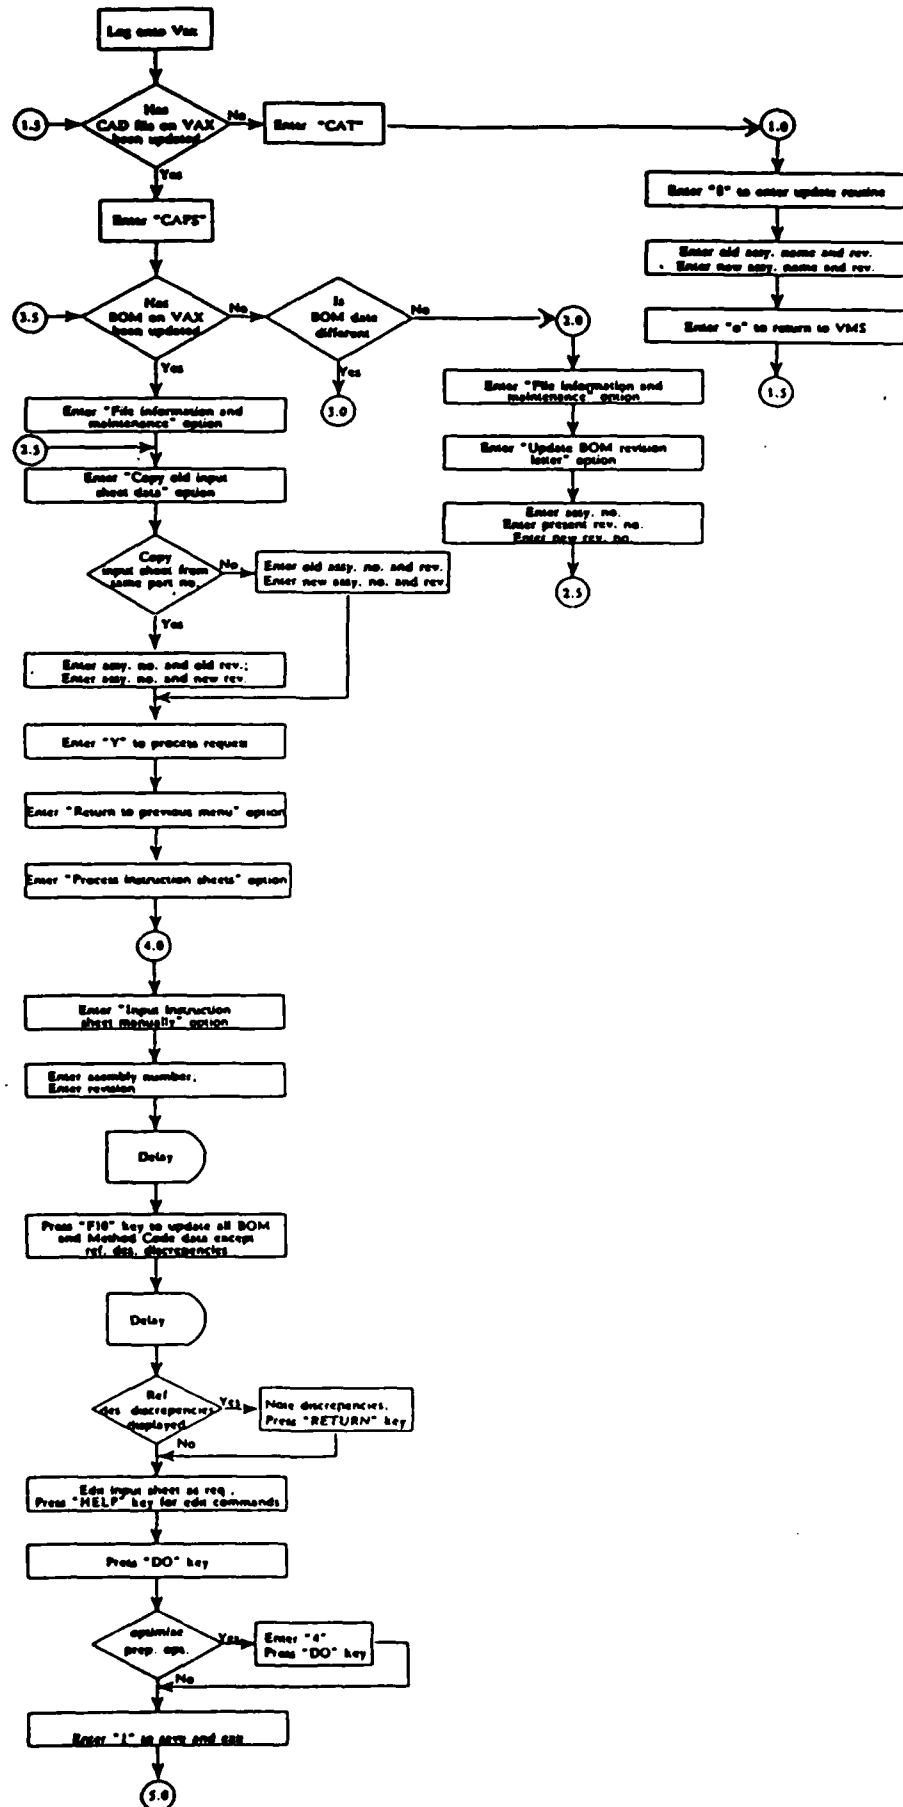 Log onto Vax
Has
CAD file on VAX
been updated
1.5
No
Enter "CAT"
1.0
Yes
Enter "8" to enter update routine
Enter "CAPS"
Enter old assy. name and rev.
Enter new assy. name and rev.
Has
BOM on VAX
been updated
3.5
No
Is
BOM date
different
No
2.0
Enter "o" to return to VMS
1.5
Yes
Yes
3.0
Enter "File information and
maintenance" option
Enter "File information and
maintenance" option
2.5
Enter "Update BOM revision
letter" option
Enter "Copy old input
sheet data" option
Enter assy. no.
Enter present rev. no.
Enter new rev. no.
Copy
input sheet from
same part no.
No
Enter old assy. no. and rev.
Enter new assy. no. and rev.
2.5
Yes
Enter assy. no. and old rev.;
Enter assy. no. and new rev.
Enter "Y" to process request
Enter "Return to previous menu" option
Enter "Process instruction sheets" option
4.0
Enter "Input instruction
sheet manually" option
Enter assembly number,
Enter revision
Delay
Press "F10" key to update all BOM
and Method Code data except
ref. des. discrepancies
Delay
Ref
des discrepancies
displayed
Yes
Note discrepancies,
Press "RETURN" key
No
Edit input sheet as req.
Press "HELP" key for edit commands
Press "DO" key
optimize
prep. ops.
Yes
Enter "4"
Press "DO" key
No
Enter "1" to save and exit
5.0